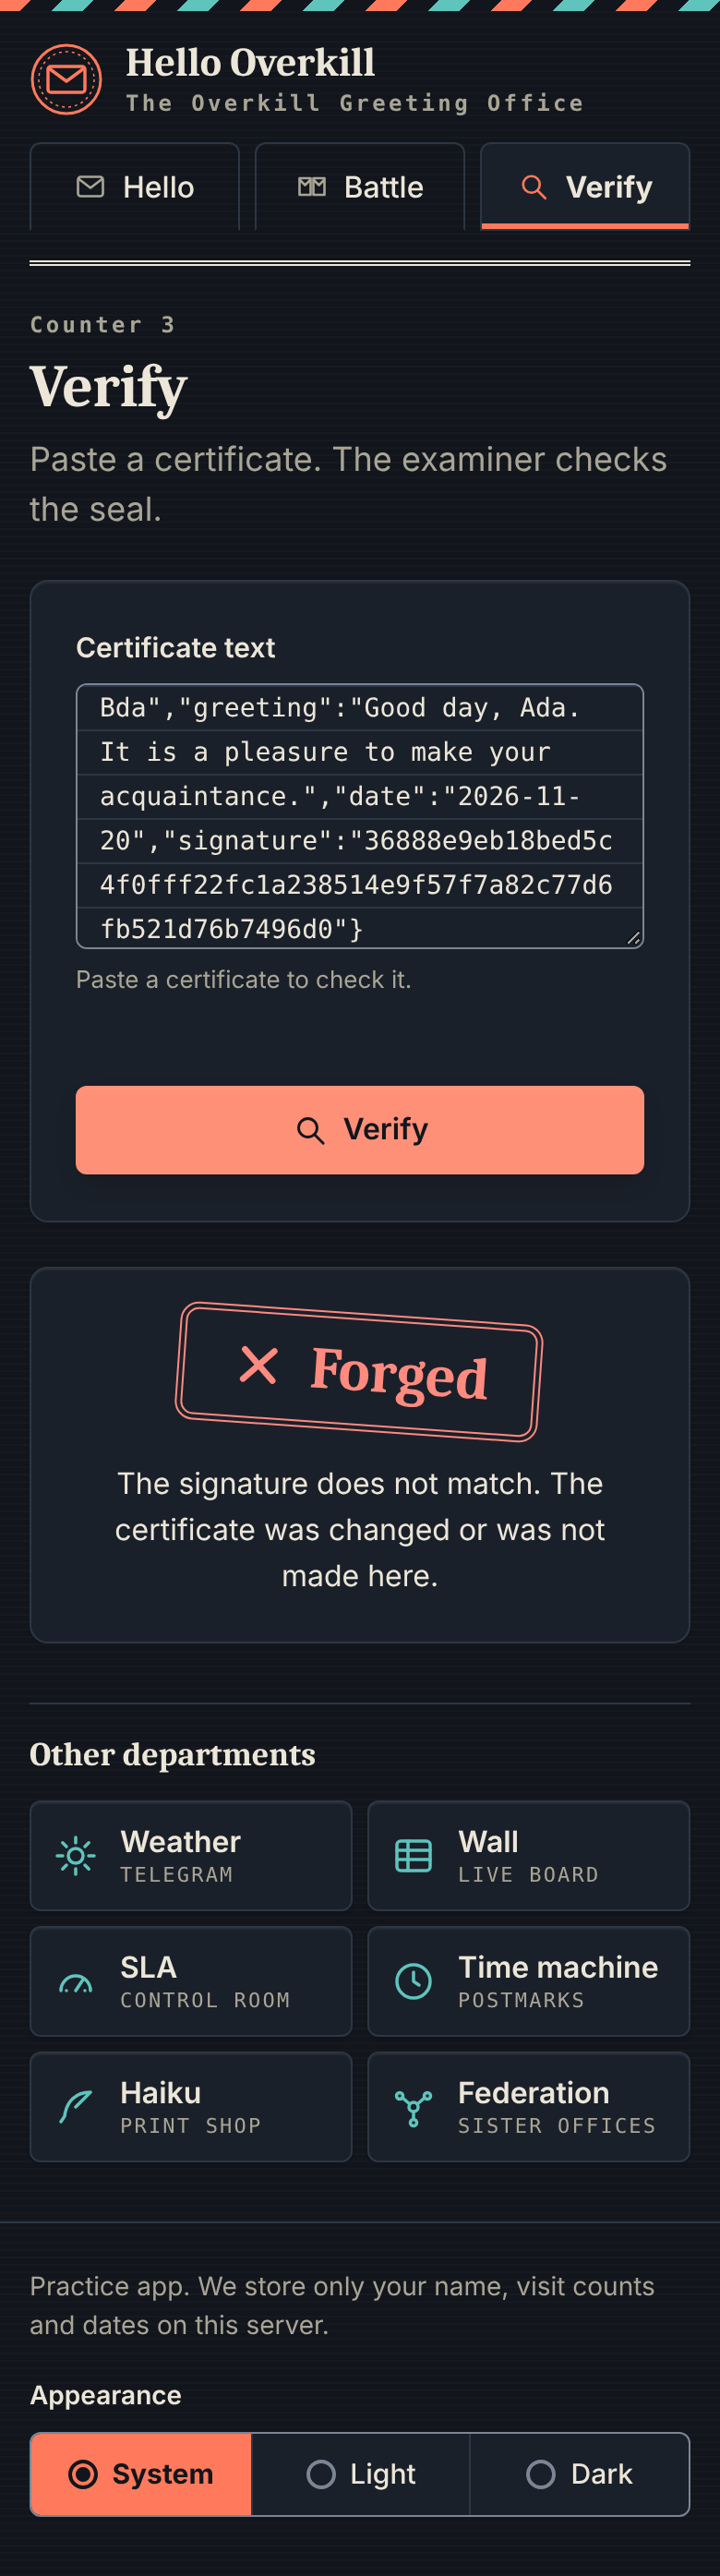 Hello Overkill
The Overkill Greeting Office
Hello
Battle
Verify
Counter 3
Verify
Paste a certificate. The examiner checks
the seal.
Certificate text
Bda","greeting":"Good day, Ada.
It is a pleasure to make your
acquaintance.","date":"2026-11-
20","signature":"36888e9eb18bed5c
4f0fff22fc1a238514e9f57f7a82c77d6
fb521d76b7496d0"}
Paste a certificate to check it.
Verify
Forged
The signature does not match. The
certificate was changed or was not
made here.
Other departments
Weather
TELEGRAM
Wall
LIVE BOARD
SLA
CONTROL ROOM
Time machine
POSTMARKS
Haiku
PRINT SHOP
Federation
SISTER OFFICES
Practice app. We store only your name, visit counts
and dates on this server.
Appearance
System
Light
Dark